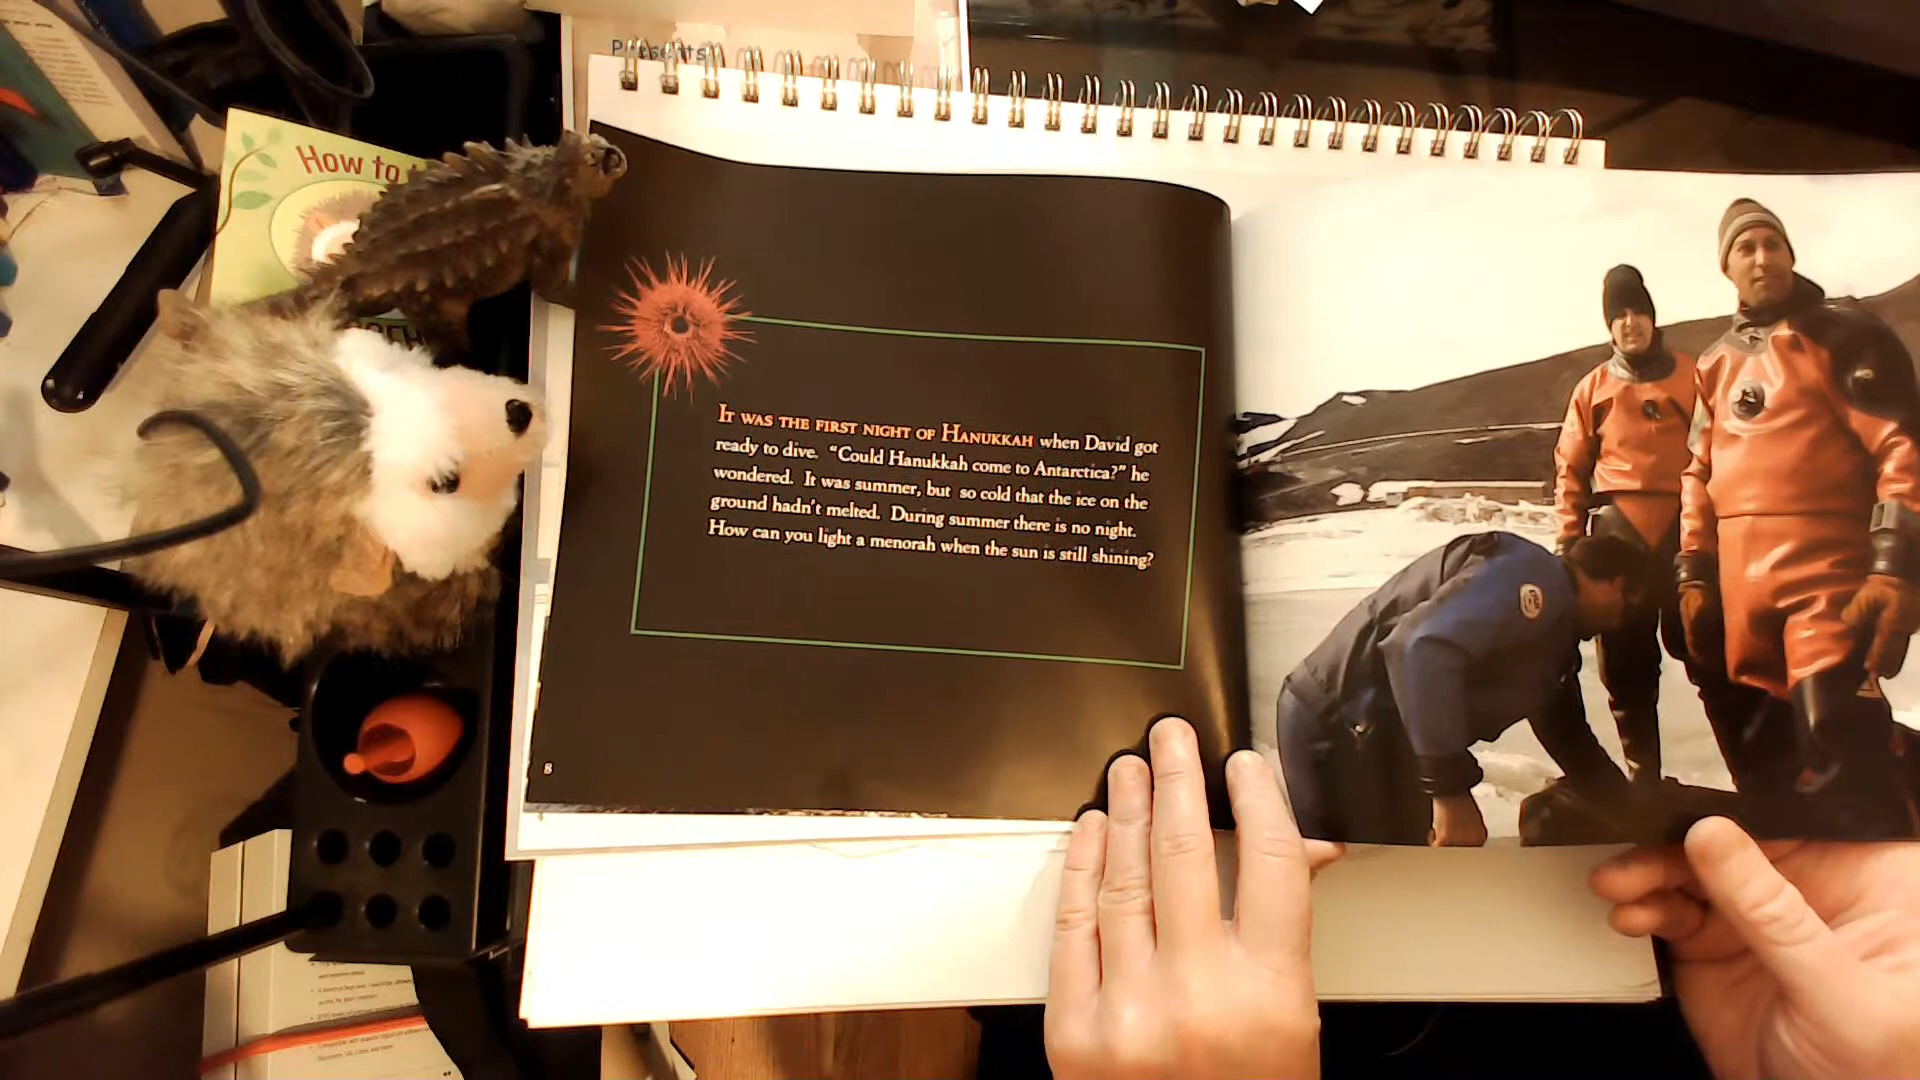 Presents
How to
IT WAS THE FIRST NIGHT OF HANUKKAH when David got
ready to dive. "Could Hanukkah come to Antarctica?" he
wondered. It was summer, but so cold that the ice on the
ground hadn't melted. During summer there is no night.
How can you light a menorah when the sun is still shining?
8